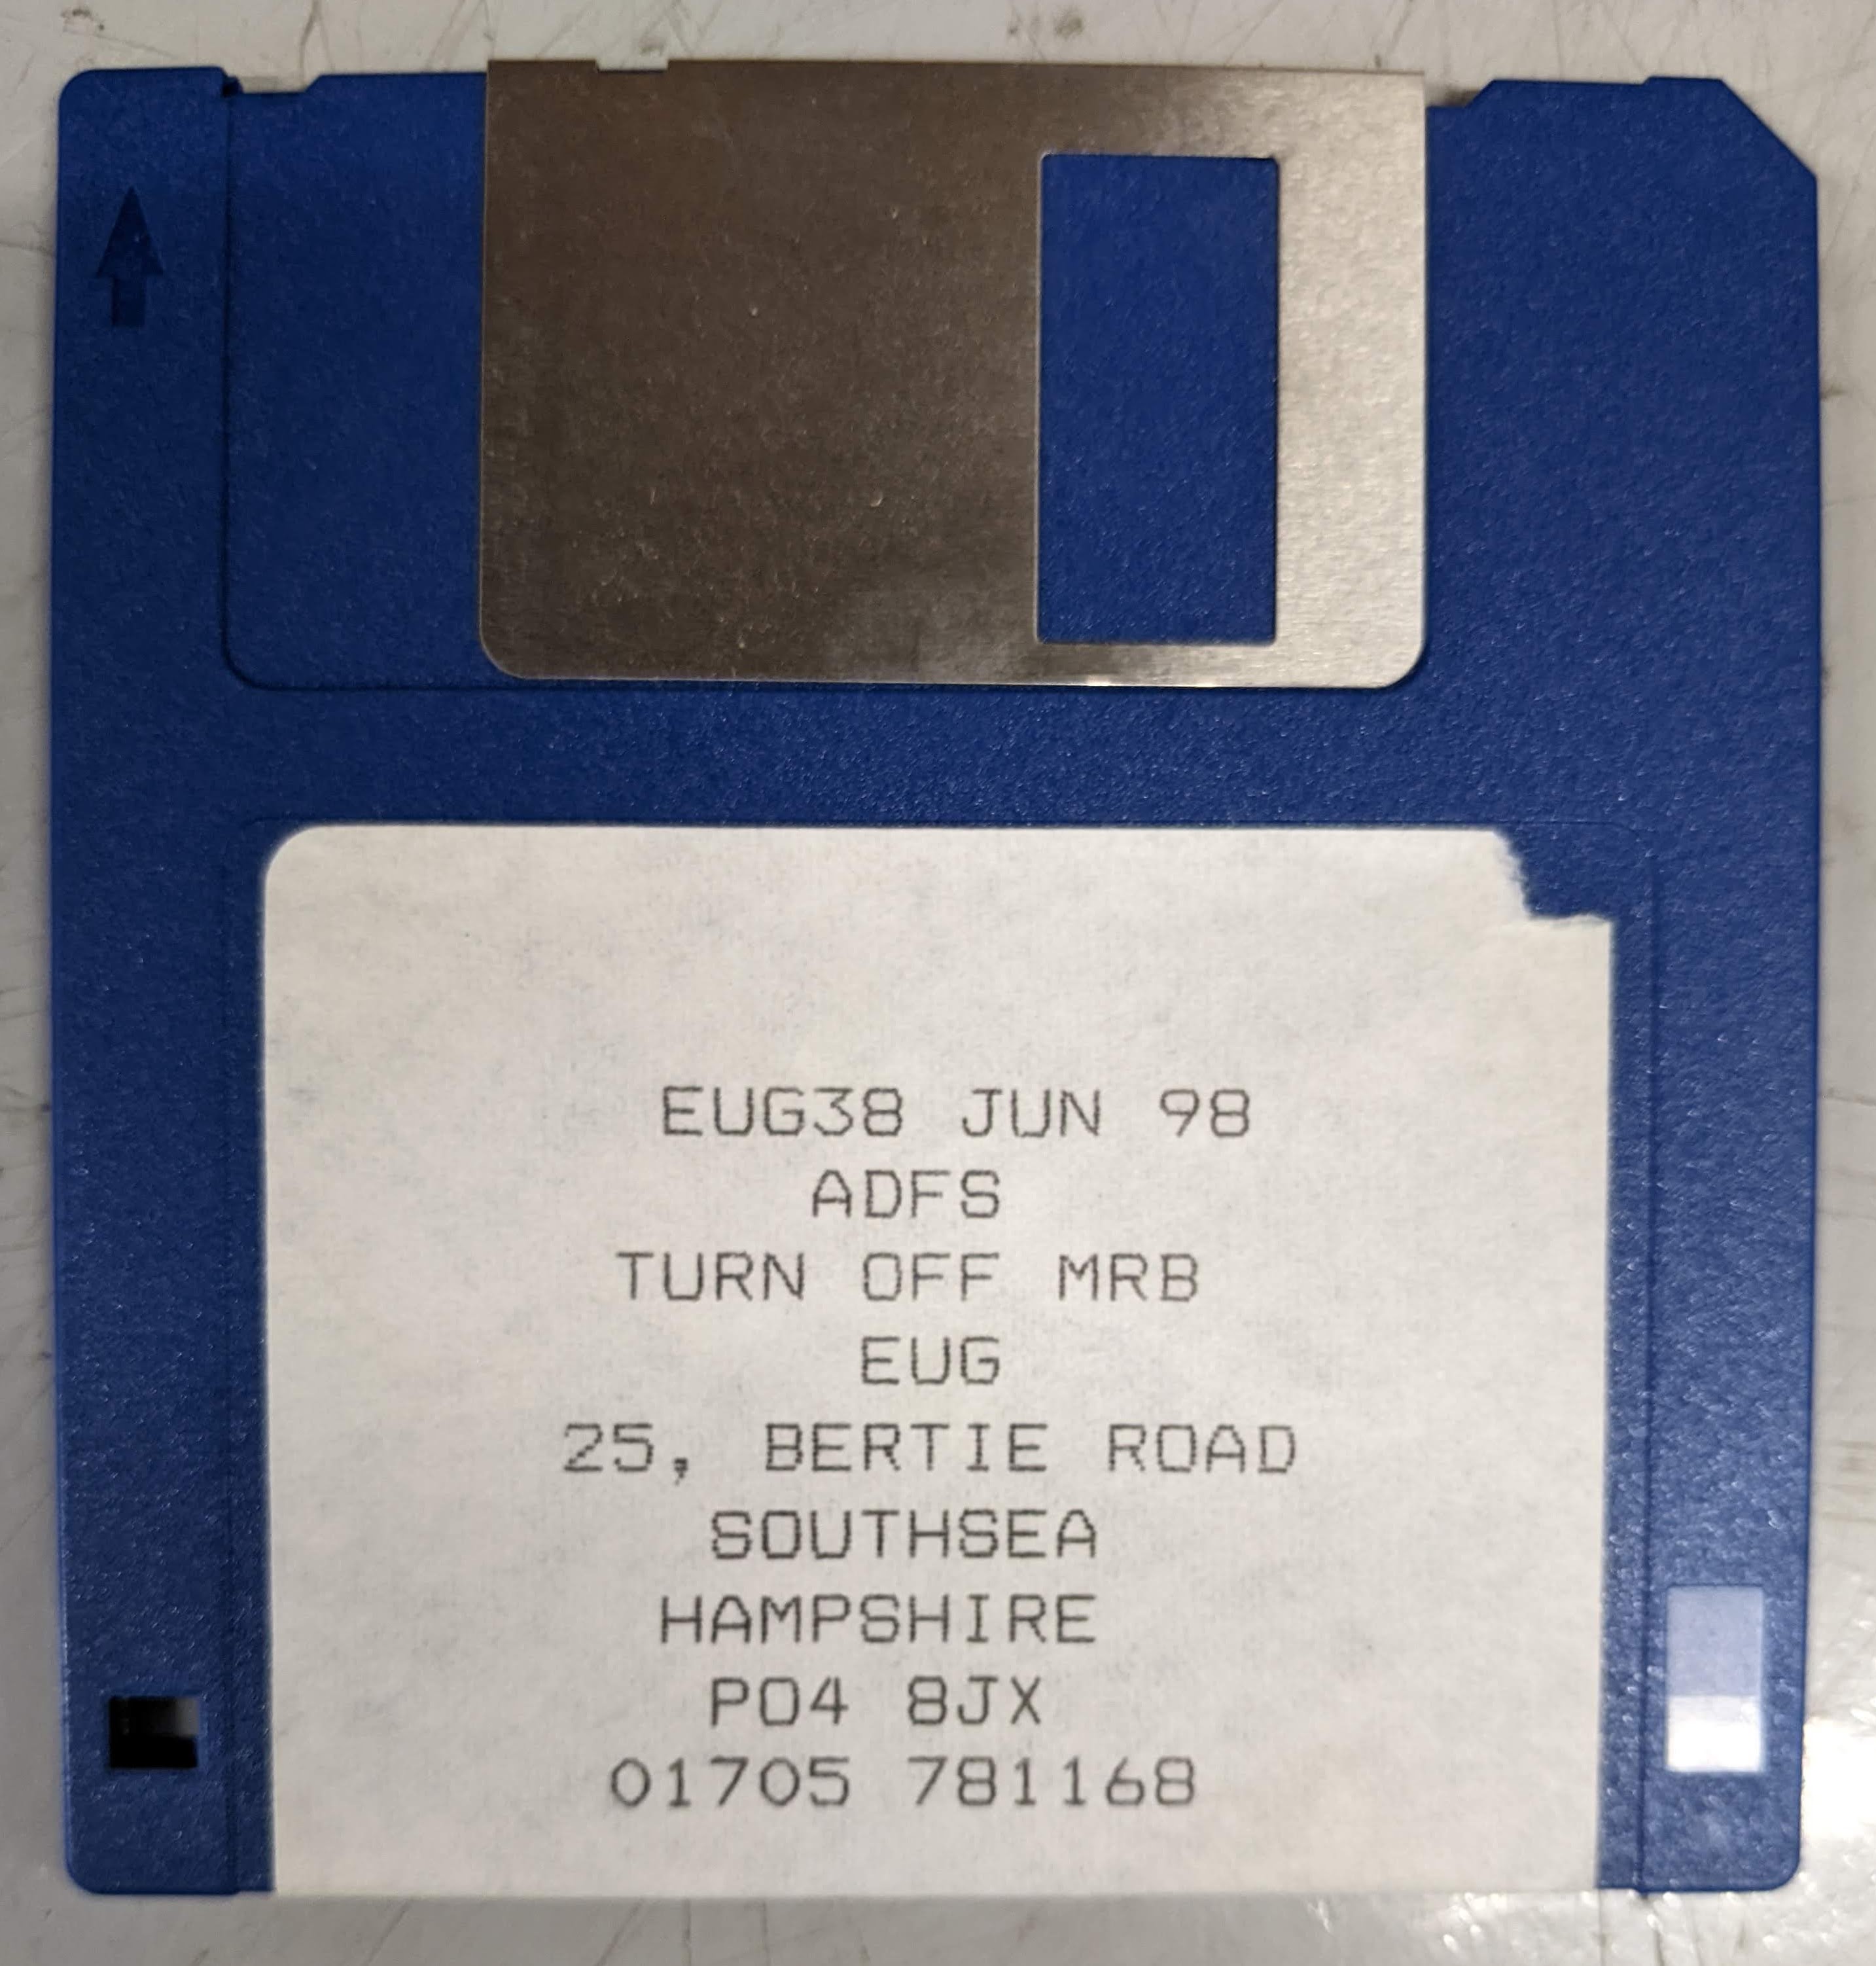 EUG38 JUN 98
ADFS
TURN OFF MRB
EUG
25, BERTIE ROAD
SOUTHSEA
HAMPSHIRE
PO4 8JX
01705 781168